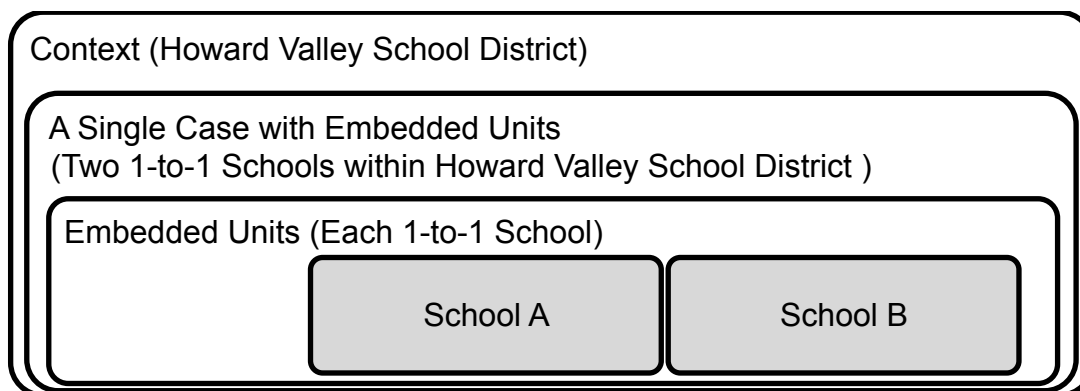 Context (Howard Valley School District)
A Single Case with Embedded Units
(Two 1-to-1 Schools within Howard Valley School District )
Embedded Units (Each 1-to-1 School)
School A
School B